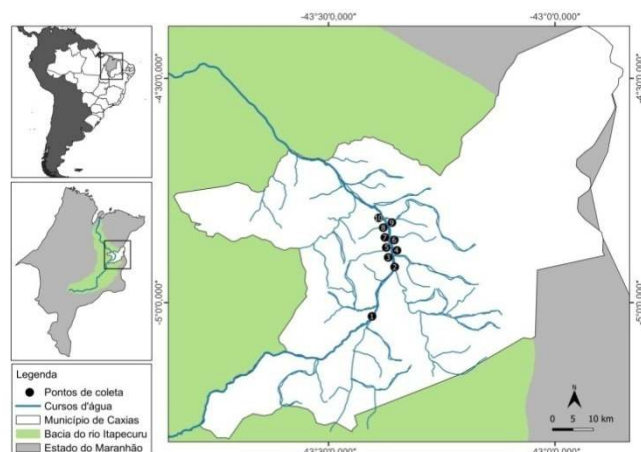 -43°30'0,000" -43°0'0,000"
-4°30'0,000" -4°30'0,000"
10 9
8
7 6
5 4
3
2
-5°0'0,000" -5°0'0,000"
1
Legenda
Pontos de coleta
Cursos d'água
Município de Caxias
Bacia do rio Itapecuru
Estado do Maranhão
N
0 5 10 km
-43°30'0,000" -43°0'0,000"